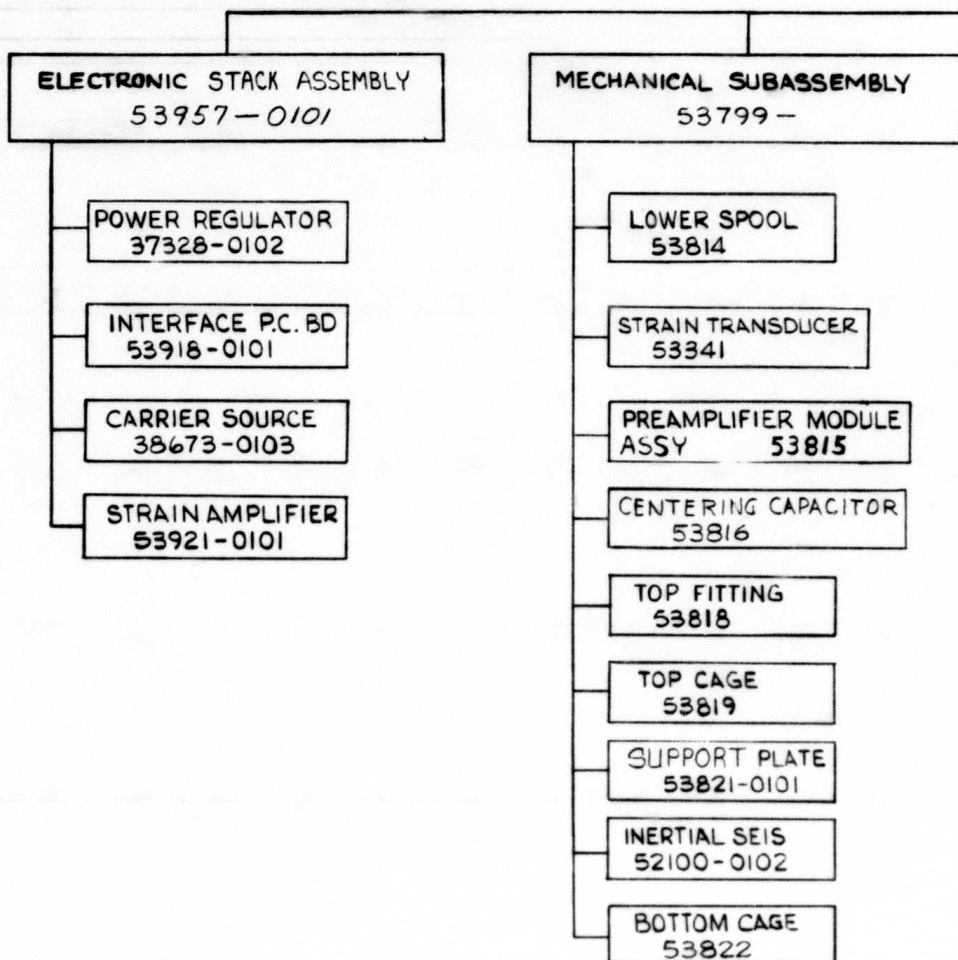 ELECTRONIC STACK ASSEMBLY
53957-0101
POWER REGULATOR
37328-0102
INTERFACE P.C. BD
53918-0101
CARRIER SOURCE
38673-0103
STRAIN AMPLIFIER
53921-0101
MECHANICAL SUBASSEMBLY
53799-
LOWER SPOOL
53814
STRAIN TRANSDUCER
53341
PREAMPLIFIER MODULE
ASSY 53815
CENTERING CAPACITOR
53816
TOP FITTING
53818
TOP CAGE
53819
SUPPORT PLATE
53821-0101
INERTIAL SEIS
52100-0102
BOTTOM CAGE
53822